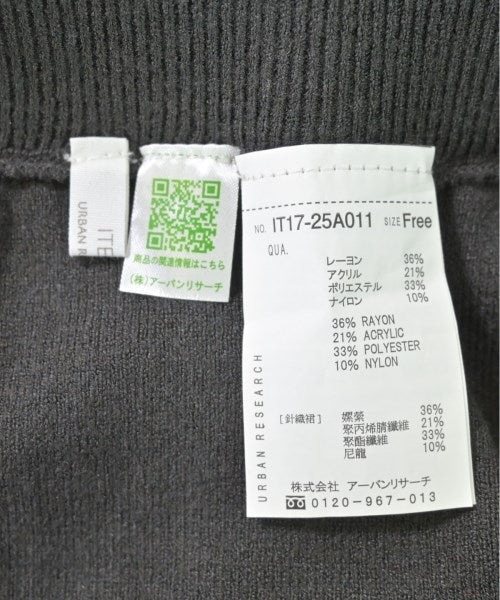 ITE
URBAN R
商品の関連情報はこちら
(株)アーバンリサーチ
NO. IT17-25A011 SIZE Free
QUA.
レーヨン 36%
アクリル 21%
ポリエステル 33%
ナイロン 10%
36% RAYON
21% ACRYLIC
33% POLYESTER
10% NYLON
URBAN RESEARCH
[針織裙] 嫘縈 36%
聚丙烯腈纖維 21%
聚酯纖維 33%
尼龍 10%
株式会社 アーバンリサーチ
0120-967-013